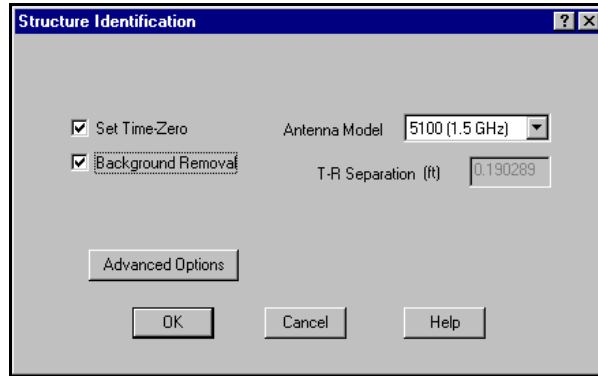 Structure Identification
Set Time-Zero
Antenna Model 5100 (1.5 GHz)
Background Removal
T-R Separation (ft) 0.190289
Advanced Options
OK Cancel Help